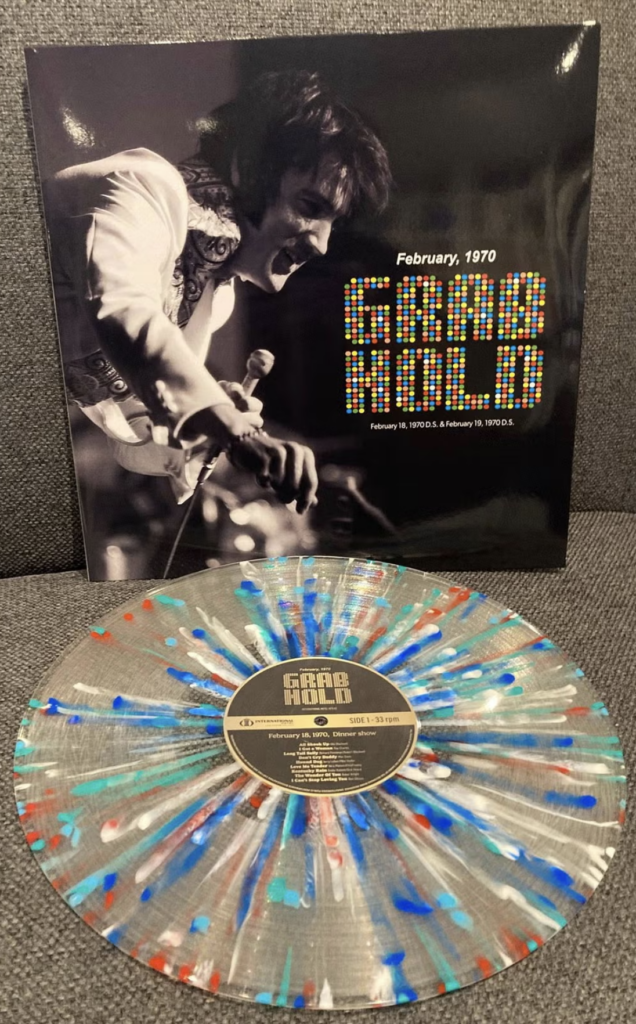 February, 1970
GRAB
HOLD
February 18, 1970 D.S. & February 19, 1970 D.S.
February, 1970
GRAB
HOLD
INTERNATIONAL
SIDE 1 - 33 rpm
February 18, 1970, Dinner show
All Shook Up
I Got a Woman
Long Tall Sally
Don't Cry Daddy
Hound Dog
Love Me Tender
Kentucky Rain
The Wonder Of You
I Can't Stop Loving You